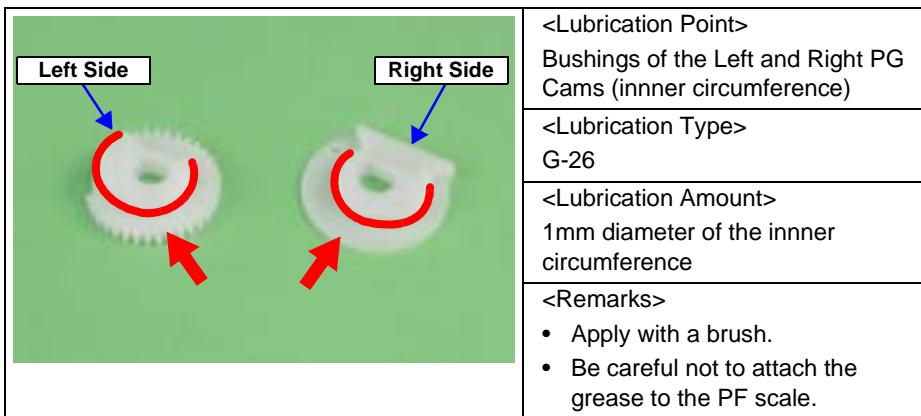 Left Side
Right Side
<Lubrication Point>
Bushings of the Left and Right PG
Cams (innner circumference)
<Lubrication Type>
G-26
<Lubrication Amount>
1mm diameter of the innner
circumference
<Remarks>
• Apply with a brush.
• Be careful not to attach the
grease to the PF scale.